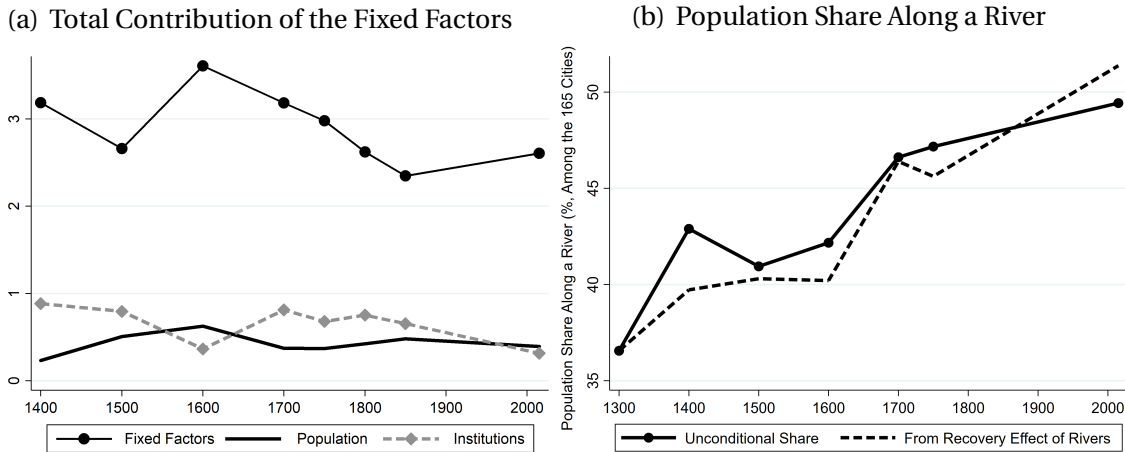 (a) Total Contribution of the Fixed Factors
3
2
1
0
1400 1500 1600 1700 1800 1900 2000
Fixed Factors Population Institutions
(b) Population Share Along a River
Population Share Along a River (%, Among the 165 Cities)
50
45
40
35
1300 1400 1500 1600 1700 1800 1900 2000
Unconditional Share From Recovery Effect of Rivers